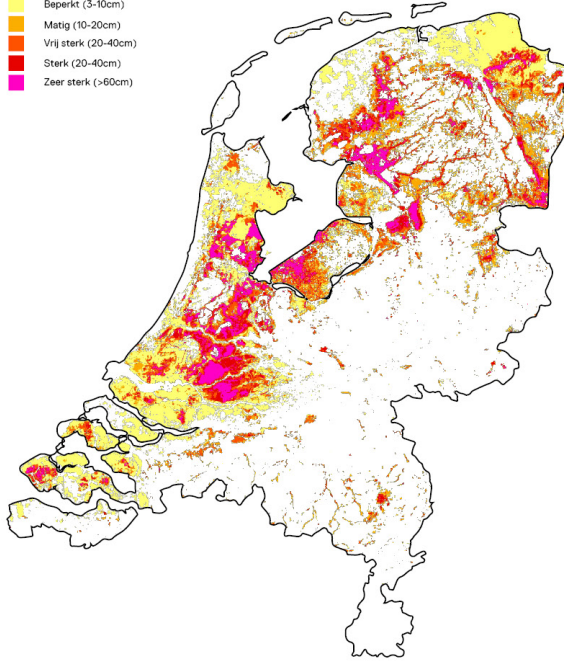 Beperkt (3-10cm)
Matig (10-20cm)
Vrij sterk (20-40cm)
Sterk (20-40cm)
Zeer sterk (>60cm)